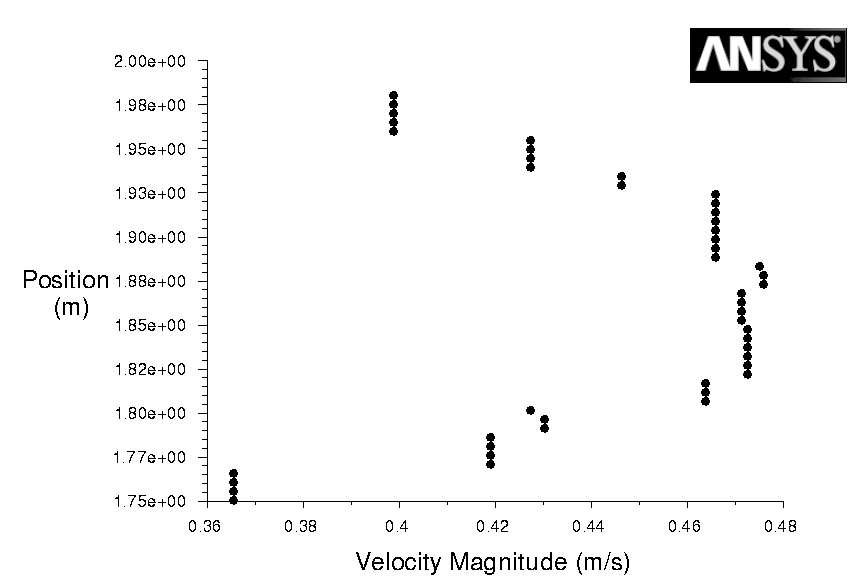 ANSYS®
2.00e+00
1.98e+00
1.95e+00
1.93e+00
1.90e+00
1.88e+00
1.85e+00
1.82e+00
1.80e+00
1.77e+00
1.75e+00
Position
(m)
0.36 0.38 0.4 0.42 0.44 0.46 0.48
Velocity Magnitude (m/s)